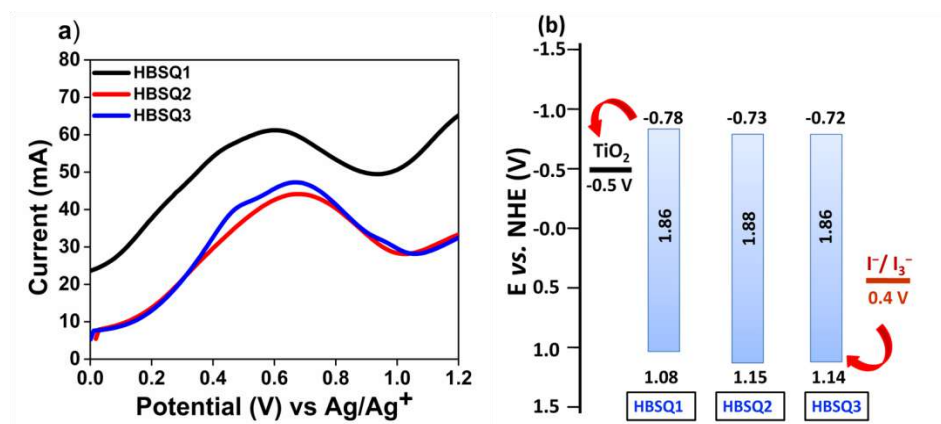 a)
HBSQ1
HBSQ2
HBSQ3
80
70
60
50
40
30
20
10
0
Current (mA)
0.0 0.2 0.4 0.6 0.8 1.0 1.2
Potential (V) vs Ag/Ag⁺
(b)
E vs. NHE (V)
-1.5
-1.0
-0.5
-0.0
0.5
1.0
1.5
TiO₂
-0.5 V
-0.78 -0.73 -0.72
1.86 1.88 1.86
I⁻/ I₃⁻
0.4 V
1.08 1.15 1.14
HBSQ1 HBSQ2 HBSQ3